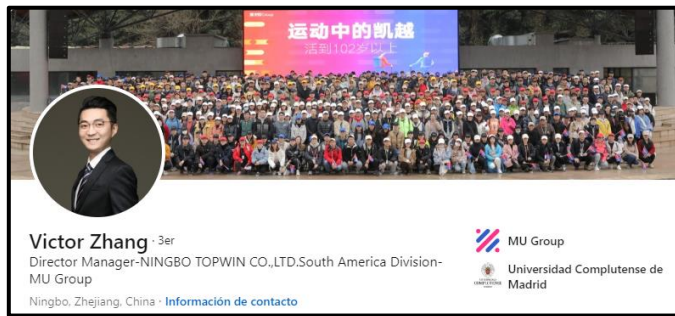 运动中的凯越
活到102岁以上
Victor Zhang · 3er
Director Manager-NINGBO TOPWIN CO.,LTD.South America Division-
MU Group
Ningbo, Zhejiang, China · Información de contacto
MU Group
Universidad Complutense de
Madrid